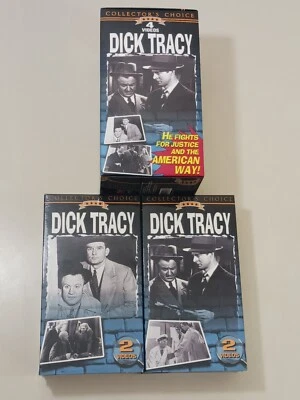 COLLECTOR'S CHOICE
4
VIDEOS
DICK TRACY
HE FIGHTS
FOR JUSTICE
AND THE
AMERICAN
WAY!
COLLECTOR'S CHOICE
DICK TRACY
2
VIDEOS!
COLLECTOR'S CHOICE
DICK TRACY
2
VIDEOS!